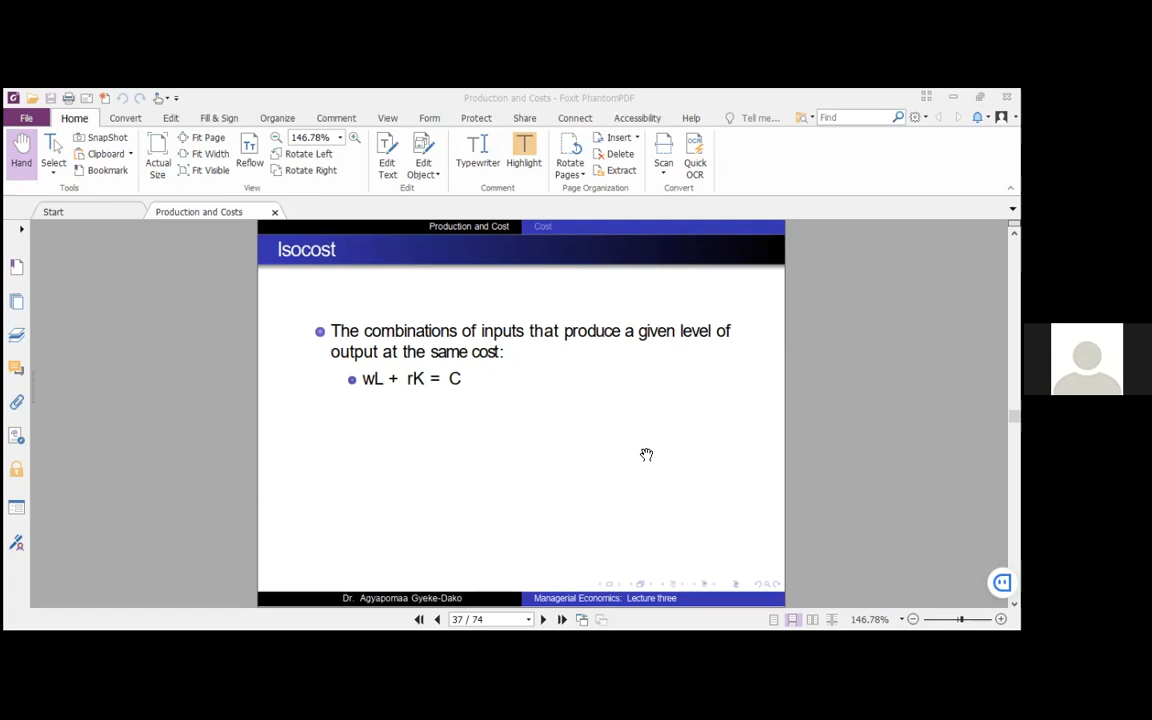 Production and Costs - Foxit PhantomPDF
File Home Convert Edit Fill & Sign Organize Comment View Form Protect Share Connect Accessibility Help Tell me... Find
Hand
Select
SnapShot
Clipboard
Bookmark
Tools
Actual Size
Fit Page
Fit Width
Fit Visible
Reflow
146.78%
Rotate Left
Rotate Right
View
Edit Text
Edit Object
Edit
Typewriter
Highlight
Comment
Rotate Pages
Insert
Delete
Extract
Page Organization
Scan
Quick OCR
Convert
Start
Production and Costs
Production and Cost Cost
Isocost
The combinations of inputs that produce a given level of
output at the same cost:
wL + rK = C
Dr. Agyapomaa Gyeke-Dako Managerial Economics: Lecture three
37 / 74
146.78%